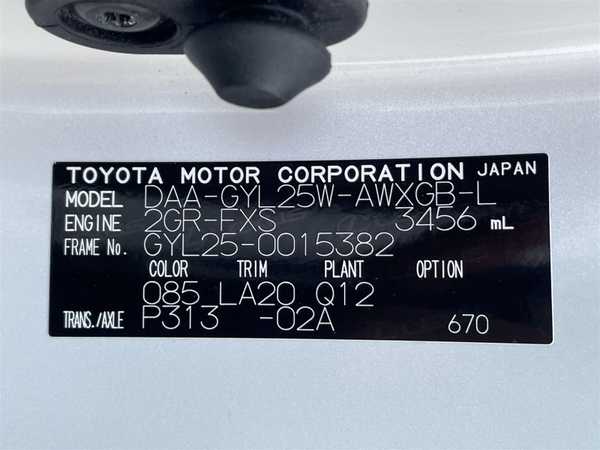 TOYOTA MOTOR CORPORATION JAPAN
MODEL DAA-GYL25W-AWXGB-L
ENGINE 2GR-FXS 3456 mL
FRAME No. GYL25-0015382
COLOR TRIM PLANT OPTION
085 LA20 Q12
TRANS./AXLE P313 -02A 670